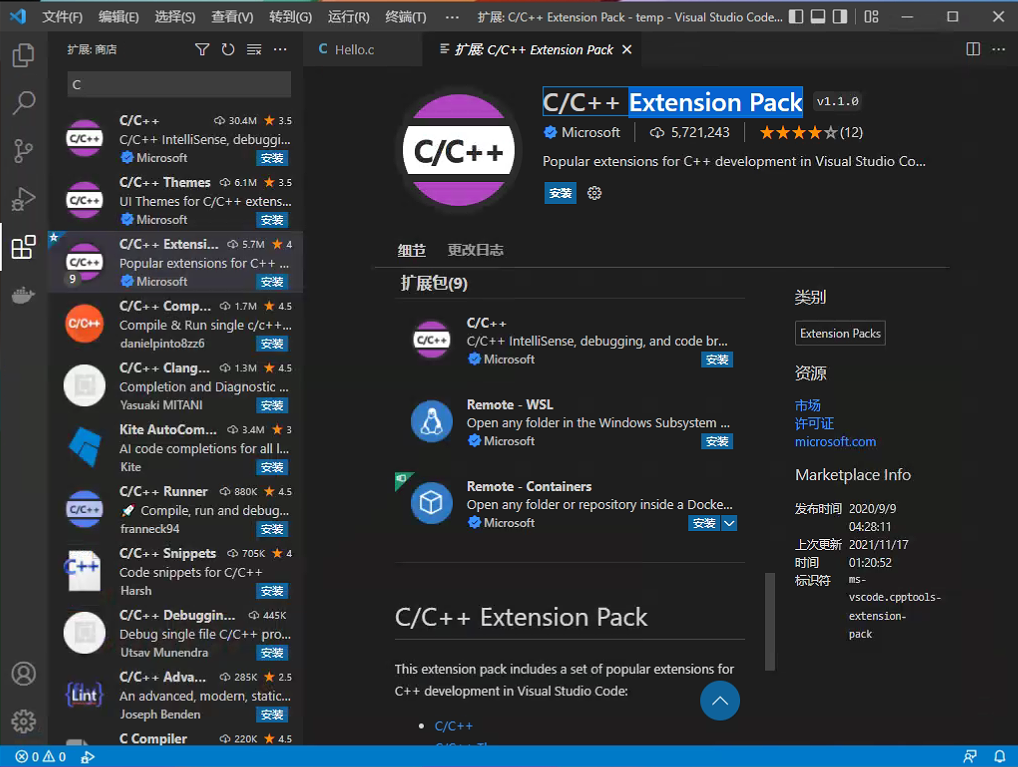 文件(F) 编辑(E) 选择(S) 查看(V) 转到(G) 运行(R) 终端(T) ··· 扩展: C/C++ Extension Pack - temp - Visual Studio Code...
扩展: 商店
C Hello.c
扩展: C/C++ Extension Pack
C
C/C++ 30.4M 3.5
C/C++ IntelliSense, debuggi...
Microsoft 安装
C/C++ Themes 6.1M 3.5
UI Themes for C/C++ extens...
Microsoft 安装
C/C++ Extensi... 5.7M 4
Popular extensions for C++ ...
9
Microsoft 安装
C/C++ Comp... 1.7M 4.5
Compile & Run single c/c++...
danielpinto8zz6 安装
C/C++ Clang... 1.3M 4.5
Completion and Diagnostic ...
Yasuaki MITANI 安装
Kite AutoCom... 3.4M 3
AI code completions for all l...
Kite 安装
C/C++ Runner 880K 4.5
🚀 Compile, run and debug...
franneck94 安装
C/C++ Snippets 705K 4
Code snippets for C/C++
Harsh 安装
C/C++ Debuggin... 445K
Debug single file C/C++ pro...
Utsav Munendra 安装
C/C++ Adva... 285K 2.5
An advanced, modern, static...
Joseph Benden 安装
C Compiler 220K 4.5
C/C++
C/C++
C/C++
C/C++
C/C++
C++
Lint
C/C++
C/C++ Extension Pack v1.1.0
Microsoft 5,721,243 (12)
Popular extensions for C++ development in Visual Studio Co...
安装
细节 更改日志
扩展包(9)
C/C++
C/C++
C/C++ IntelliSense, debugging, and code br...
Microsoft 安装
Remote - WSL
Open any folder in the Windows Subsystem ...
Microsoft 安装
Remote - Containers
Open any folder or repository inside a Docke...
Microsoft 安装
C/C++ Extension Pack
This extension pack includes a set of popular extensions for
C++ development in Visual Studio Code:
• C/C++
类别
Extension Packs
资源
市场
许可证
microsoft.com
Marketplace Info
发布时间 2020/9/9
04:28:11
上次更新 2021/11/17
时间 01:20:52
标识符 ms-
vscode.cpptools-
extension-
pack
0 0